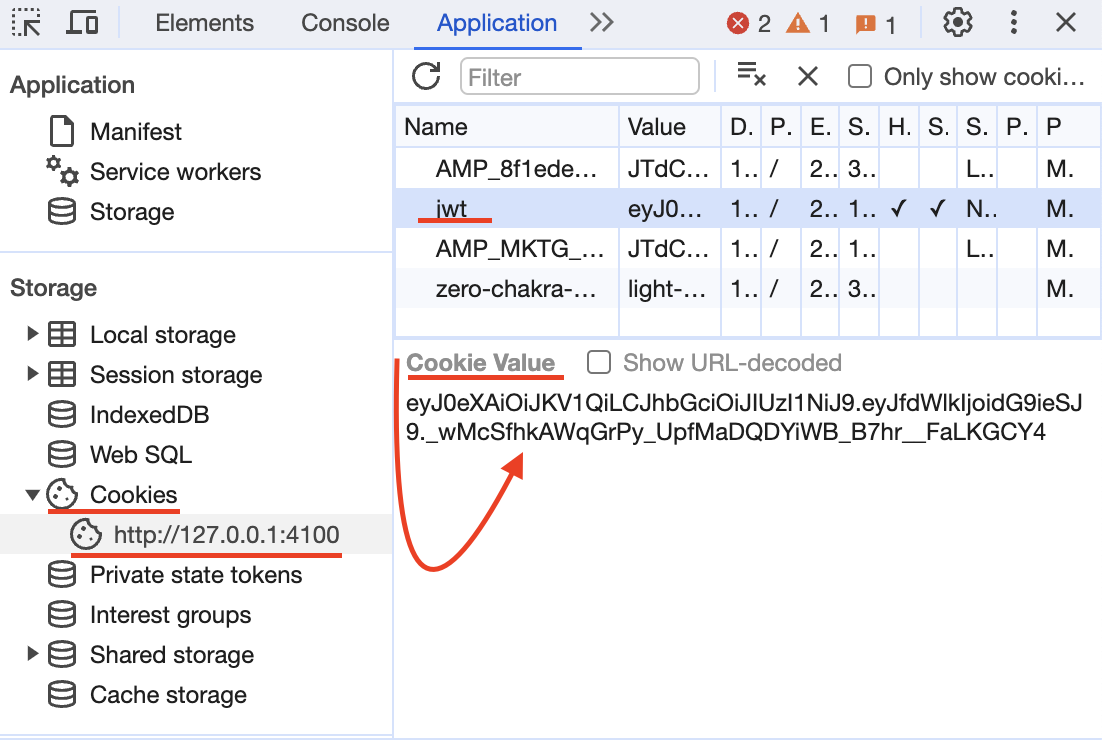 Elements Console Application 2 1 1
Application
Manifest
Service workers
Storage
Storage
Local storage
Session storage
IndexedDB
Web SQL
Cookies
http://127.0.0.1:4100
Private state tokens
Interest groups
Shared storage
Cache storage
Filter Only show cooki...
Name Value D. P. E. S. H. S. S. P. P
AMP_8f1ede... JTdC... 1.. / 2.. 3.. L.. M.
jwt eyJ0... 1.. / 2.. 1.. ✓ ✓ N.. M.
AMP_MKTG_... JTdC... 1.. / 2.. 1.. L.. M.
zero-chakra-... light-... 1.. / 2.. 3.. M.
Cookie Value Show URL-decoded
eyJ0eXAiOiJKV1QiLCJhbGciOiJIUzI1NiJ9.eyJfdWlkIjoidG9ieSJ
9._wMcSfhkAWqGrPy_UpfMaDQDYiWB_B7hr__FaLKGCY4